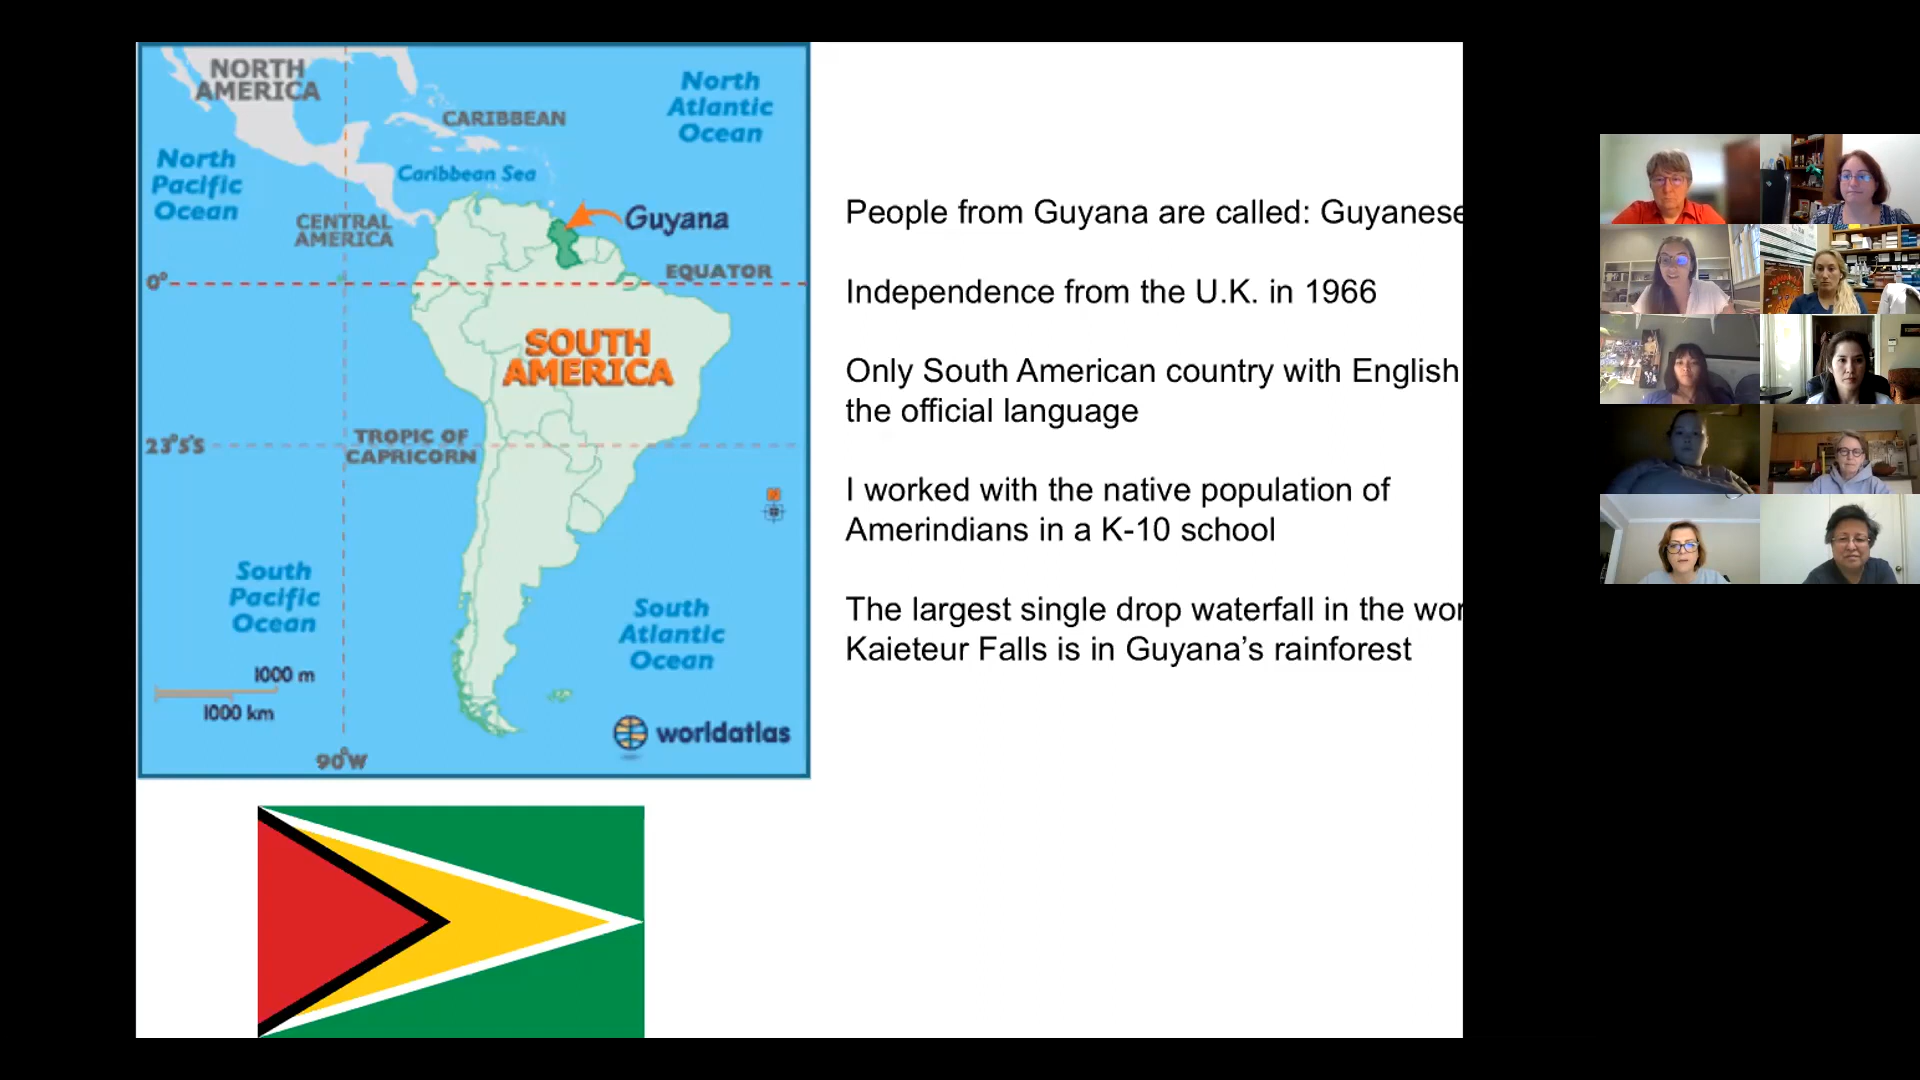 NORTH
AMERICA
North
Atlantic
Ocean
CARIBBEAN
North
Pacific
Ocean
Caribbean Sea
CENTRAL
AMERICA
Guyana
EQUATOR
0°
SOUTH
AMERICA
23°5'S
TROPIC OF
CAPRICORN
N
South
Pacific
Ocean
South
Atlantic
Ocean
1000 m
1000 km
worldatlas
90°W
People from Guyana are called: Guyanese
Independence from the U.K. in 1966
Only South American country with English
the official language
I worked with the native population of
Amerindians in a K-10 school
The largest single drop waterfall in the
Kaieteur Falls is in Guyana’s rainforest